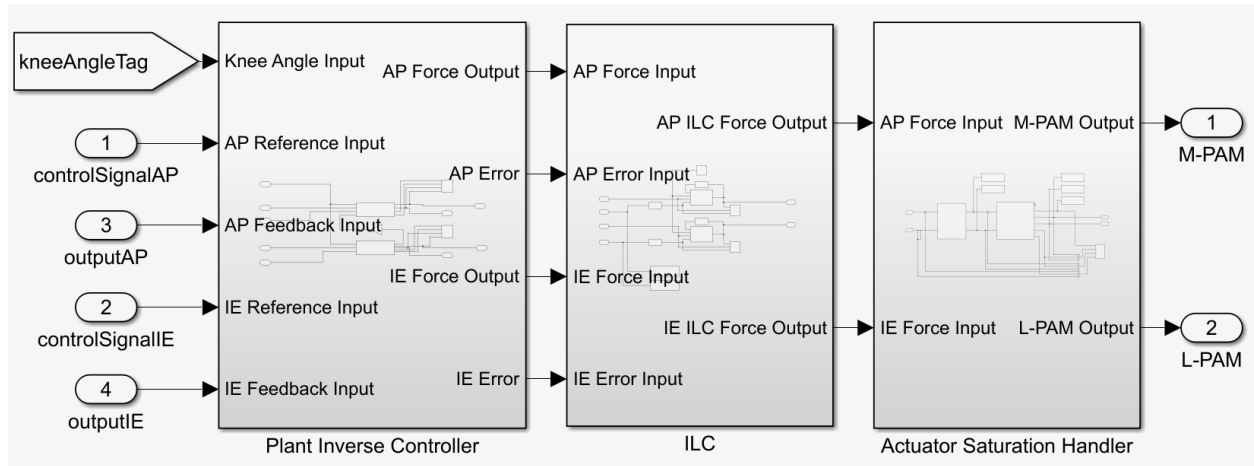 kneeAngleTag
1
controlSignalAP
3
outputAP
2
controlSignalIE
4
outputIE
Knee Angle Input
AP Reference Input
AP Feedback Input
IE Reference Input
IE Feedback Input
AP Force Output
AP Error
IE Force Output
IE Error
Plant Inverse Controller
AP Force Input
AP Error Input
IE Force Input
IE Error Input
AP ILC Force Output
IE ILC Force Output
ILC
AP Force Input
IE Force Input
M-PAM Output
L-PAM Output
Actuator Saturation Handler
1
M-PAM
2
L-PAM